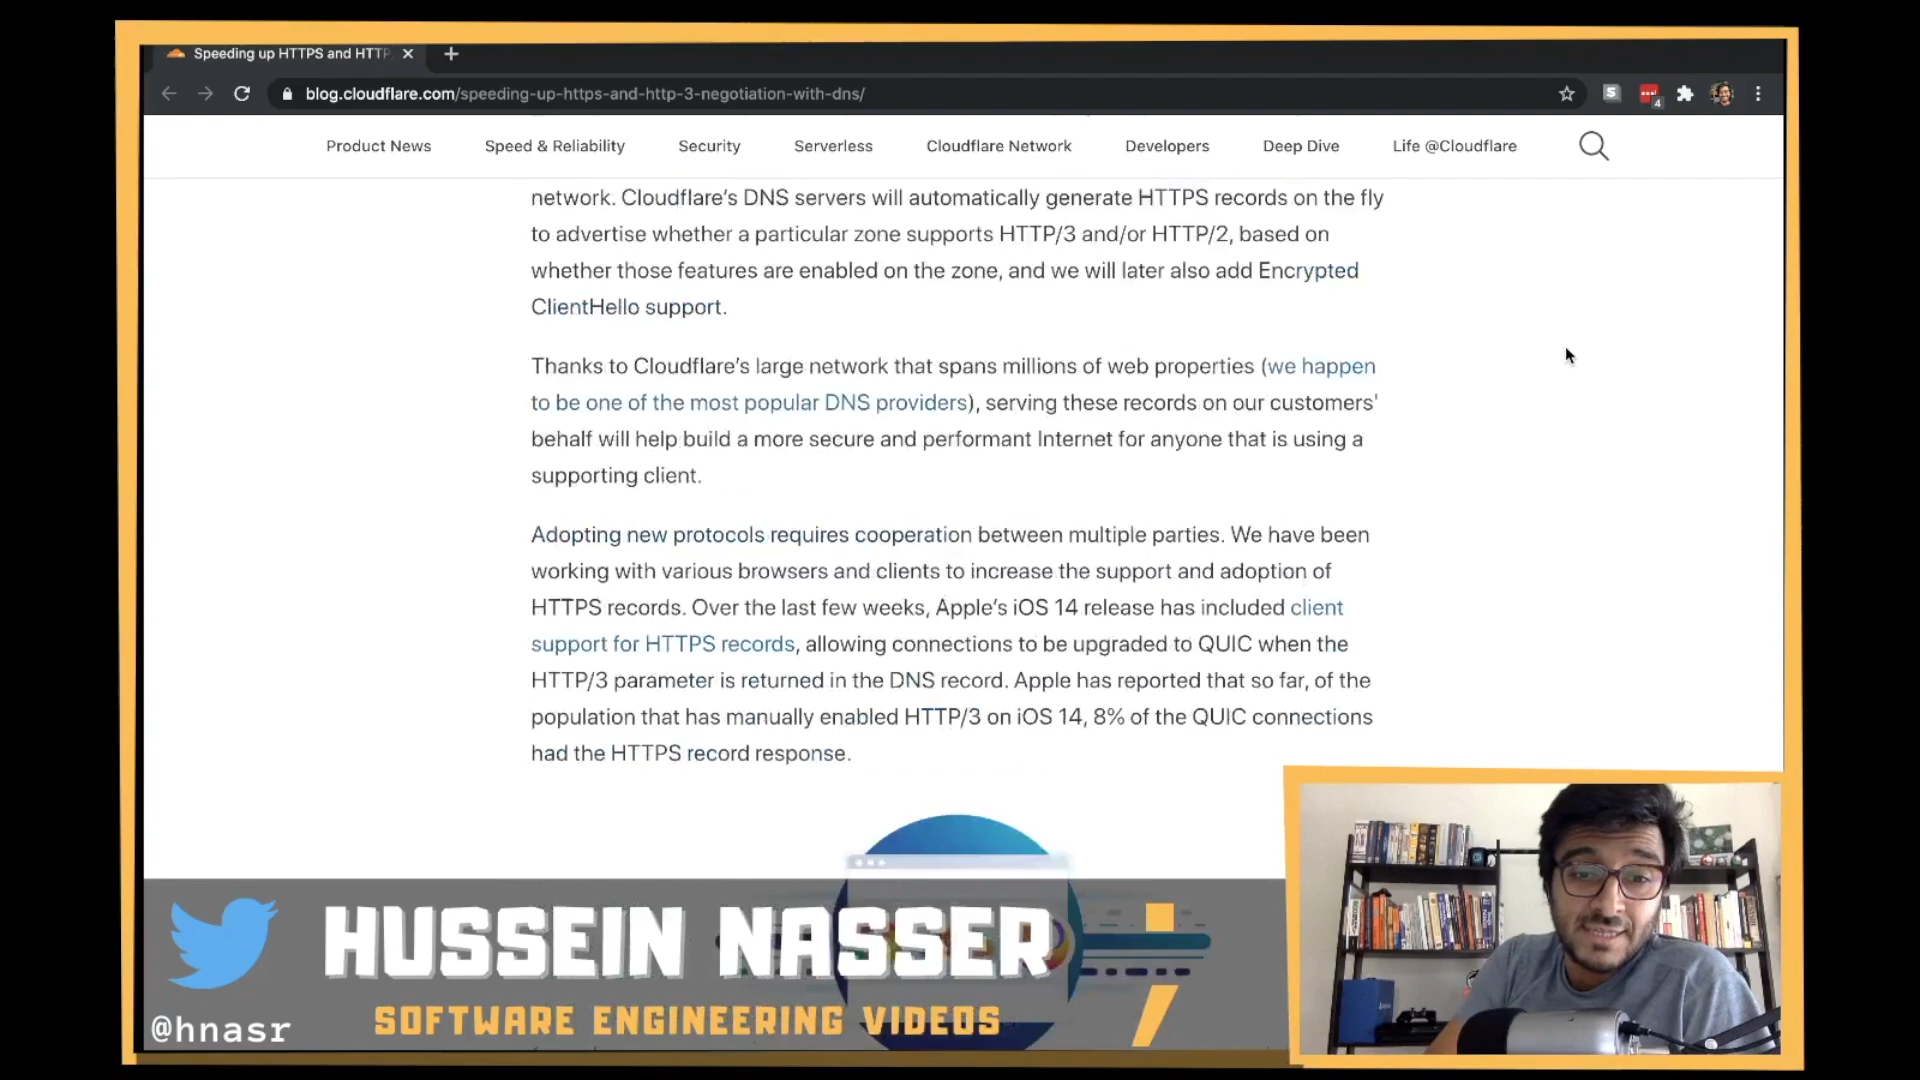 Speeding up HTTPS and HTTP
blog.cloudflare.com/speeding-up-https-and-http-3-negotiation-with-dns/
S
4
Product News Speed & Reliability Security Serverless Cloudflare Network Developers Deep Dive Life @Cloudflare
network. Cloudflare’s DNS servers will automatically generate HTTPS records on the fly
to advertise whether a particular zone supports HTTP/3 and/or HTTP/2, based on
whether those features are enabled on the zone, and we will later also add Encrypted
ClientHello support.
Thanks to Cloudflare’s large network that spans millions of web properties (we happen
to be one of the most popular DNS providers), serving these records on our customers'
behalf will help build a more secure and performant Internet for anyone that is using a
supporting client.
Adopting new protocols requires cooperation between multiple parties. We have been
working with various browsers and clients to increase the support and adoption of
HTTPS records. Over the last few weeks, Apple’s iOS 14 release has included client
support for HTTPS records, allowing connections to be upgraded to QUIC when the
HTTP/3 parameter is returned in the DNS record. Apple has reported that so far, of the
population that has manually enabled HTTP/3 on iOS 14, 8% of the QUIC connections
had the HTTPS record response.
HUSSEIN NASSER
SOFTWARE ENGINEERING VIDEOS
@hnasr